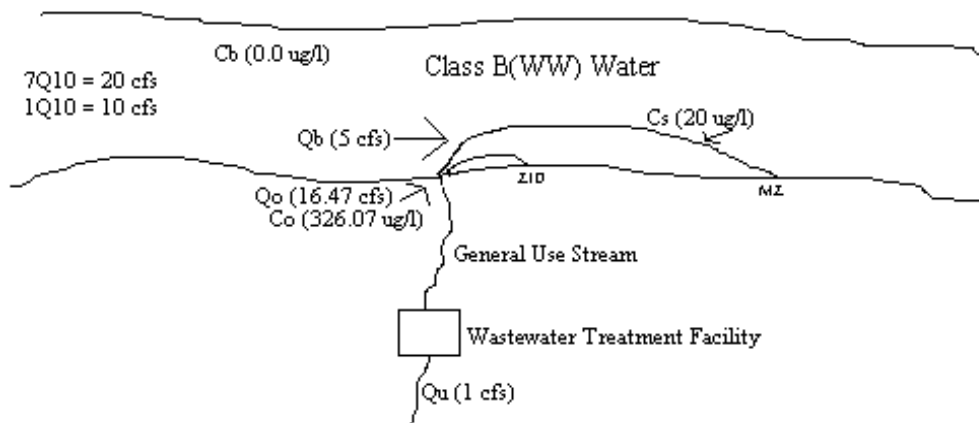 Cb (0.0 ug/l)
Class B(WW) Water
7Q10 = 20 cfs
1Q10 = 10 cfs
Cs (20 ug/l)
Qb (5 cfs)
ZID
MZ
Qo (16.47 cfs)
Co (326.07 ug/l)
General Use Stream
Wastewater Treatment Facility
Qu (1 cfs)